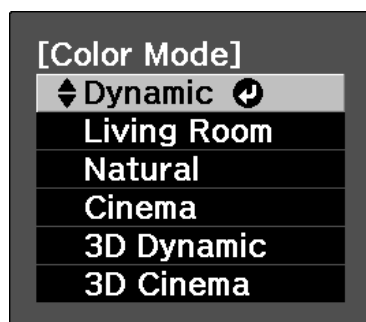 [Color Mode]
Dynamic
Living Room
Natural
Cinema
3D Dynamic
3D Cinema